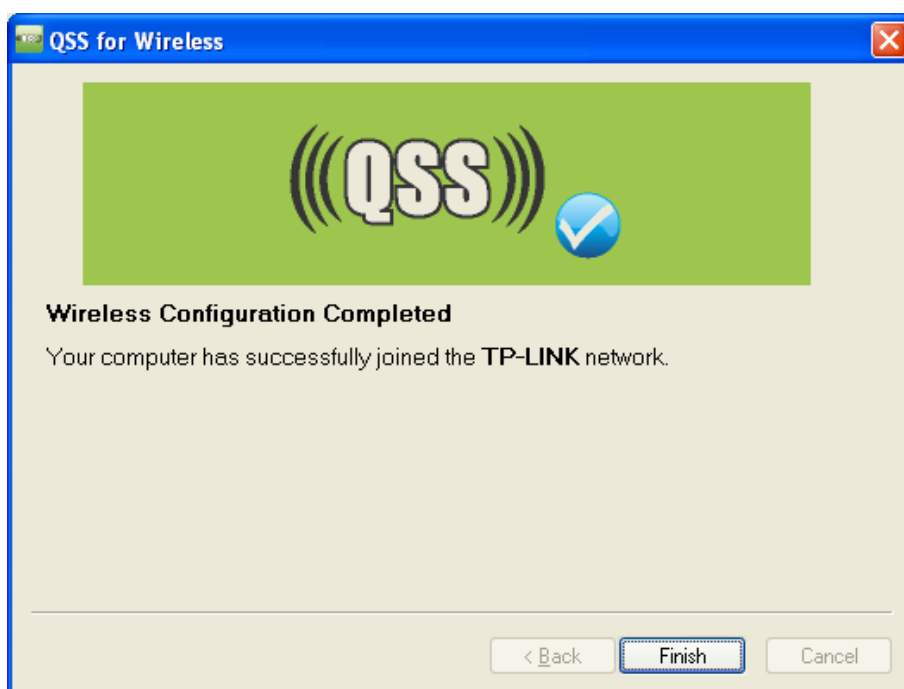 QSS for Wireless
(((QSS)))
Wireless Configuration Completed
Your computer has successfully joined the TP-LINK network.
< Back Finish Cancel